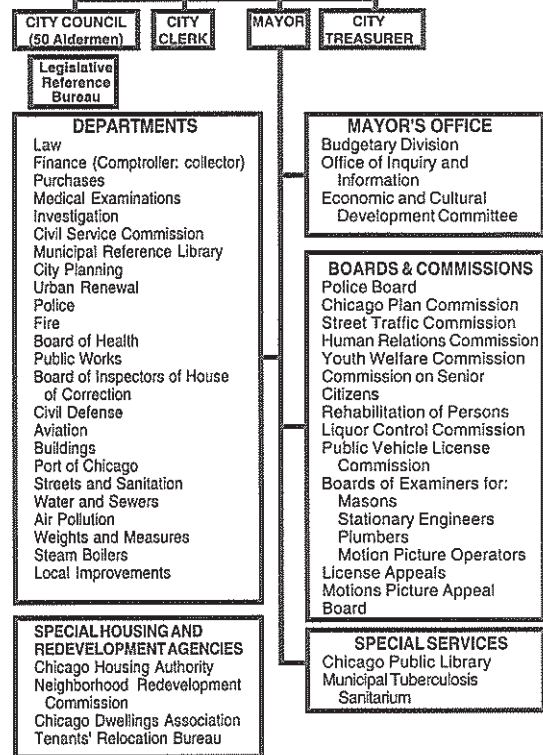 CITY COUNCIL
(50 Aldermen)
CITY
CLERK
MAYOR
CITY
TREASURER
Legislative
Reference
Bureau
DEPARTMENTS
Law
Finance (Comptroller: collector)
Purchases
Medical Examinations
Investigation
Civil Service Commission
Municipal Reference Library
City Planning
Urban Renewal
Police
Fire
Board of Health
Public Works
Board of Inspectors of House
of Correction
Civil Defense
Aviation
Buildings
Port of Chicago
Streets and Sanitation
Water and Sewers
Air Pollution
Weights and Measures
Steam Boilers
Local Improvements
SPECIAL HOUSING AND
REDEVELOPMENT AGENCIES
Chicago Housing Authority
Neighborhood Redevelopment
Commission
Chicago Dwellings Association
Tenants' Relocation Bureau
MAYOR'S OFFICE
Budgetary Division
Office of Inquiry and
Information
Economic and Cultural
Development Committee
BOARDS & COMMISSIONS
Police Board
Chicago Plan Commission
Street Traffic Commission
Human Relations Commission
Youth Welfare Commission
Commission on Senior
Citizens
Rehabilitation of Persons
Liquor Control Commission
Public Vehicle License
Commission
Boards of Examiners for:
Masons
Stationary Engineers
Plumbers
Motion Picture Operators
License Appeals
Motions Picture Appeal
Board
SPECIAL SERVICES
Chicago Public Library
Municipal Tuberculosis
Sanitarium